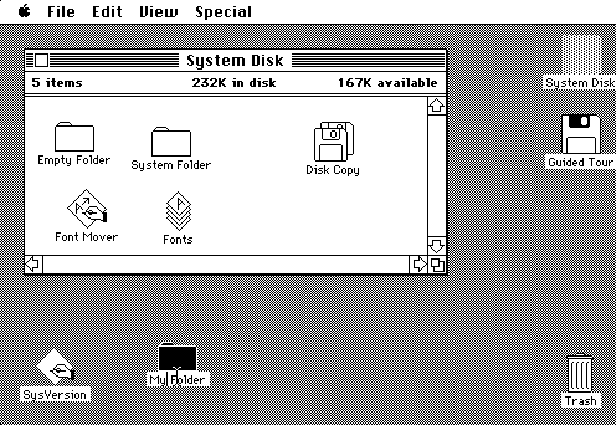 File Edit View Special
System Disk
5 items 232K in disk 167K available
System Disk
Guided Tour
Empty Folder System Folder Disk Copy
Font Mover Fonts
SysVersion My Folder Trash